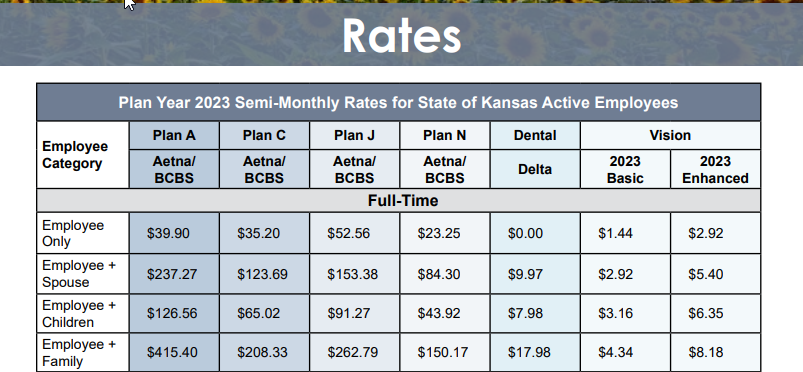 Rates
Plan Year 2023 Semi-Monthly Rates for State of Kansas Active Employees
Employee Category Plan A Plan C Plan J Plan N Dental Vision
Aetna/ BCBS Aetna/ BCBS Aetna/ BCBS Aetna/ BCBS Delta 2023 Basic 2023 Enhanced
Full-Time
Employee Only $39.90 $35.20 $52.56 $23.25 $0.00 $1.44 $2.92
Employee + Spouse $237.27 $123.69 $153.38 $84.30 $9.97 $2.92 $5.40
Employee + Children $126.56 $65.02 $91.27 $43.92 $7.98 $3.16 $6.35
Employee + Family $415.40 $208.33 $262.79 $150.17 $17.98 $4.34 $8.18